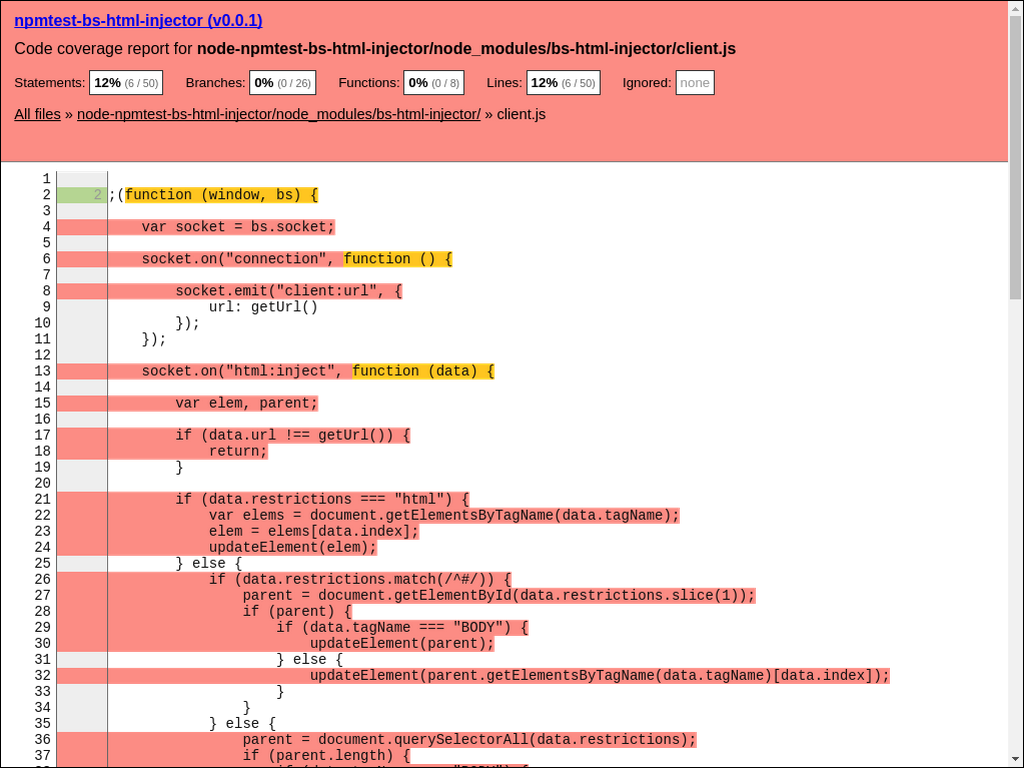 npmtest-bs-html-injector (v0.0.1)
Code coverage report for node-npmtest-bs-html-injector/node_modules/bs-html-injector/client.js
Statements: 12% (6 / 50) Branches: 0% (0 / 26) Functions: 0% (0 / 8) Lines: 12% (6 / 50) Ignored: none
All files » node-npmtest-bs-html-injector/node_modules/bs-html-injector/ » client.js
1
2 2 ;(function (window, bs) {
3
4 var socket = bs.socket;
5
6 socket.on("connection", function () {
7
8 socket.emit("client:url", {
9 url: getUrl()
10 });
11 });
12
13 socket.on("html:inject", function (data) {
14
15 var elem, parent;
16
17 if (data.url !== getUrl()) {
18 return;
19 }
20
21 if (data.restrictions === "html") {
22 var elems = document.getElementsByTagName(data.tagName);
23 elem = elems[data.index];
24 updateElement(elem);
25 } else {
26 if (data.restrictions.match(/^#/)) {
27 parent = document.getElementById(data.restrictions.slice(1));
28 if (parent) {
29 if (data.tagName === "BODY") {
30 updateElement(parent);
31 } else {
32 updateElement(parent.getElementsByTagName(data.tagName)[data.index]);
33 }
34 }
35 } else {
36 parent = document.querySelectorAll(data.restrictions);
37 if (parent.length) {